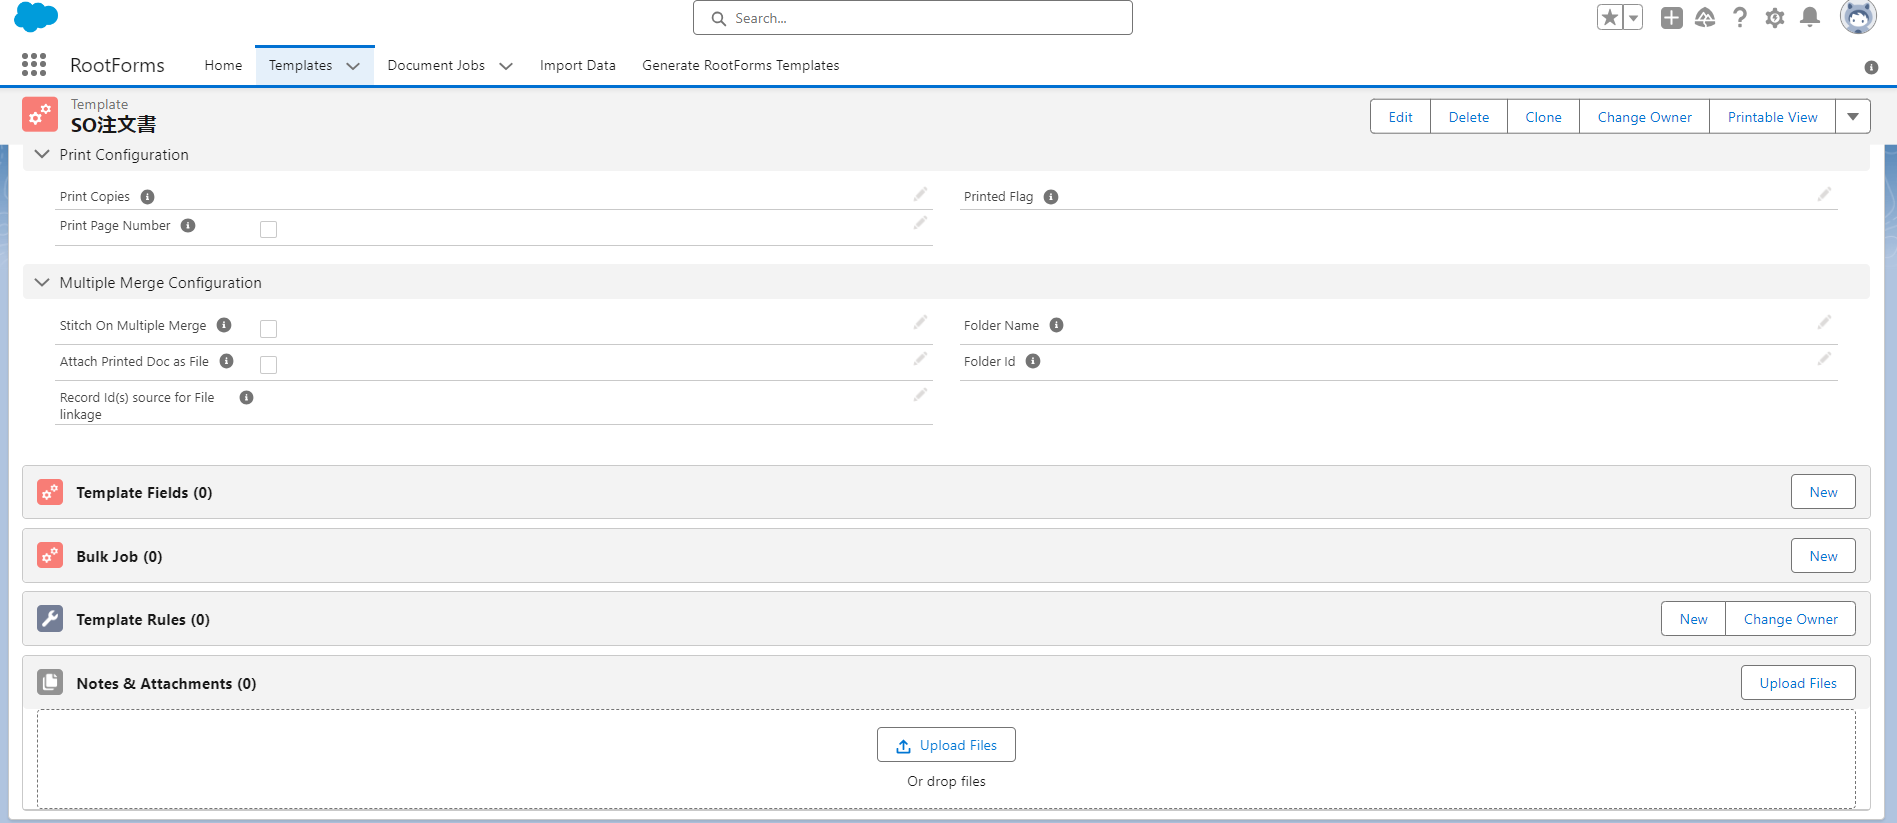 Search...
RootForms
Home
Templates
Document Jobs
Import Data
Generate RootForms Templates
Template
SO注文書
Edit
Delete
Clone
Change Owner
Printable View
Print Configuration
Print Copies
Printed Flag
Print Page Number
Multiple Merge Configuration
Stitch On Multiple Merge
Folder Name
Attach Printed Doc as File
Folder Id
Record Id(s) source for File
linkage
Template Fields (0)
New
Bulk Job (0)
New
Template Rules (0)
New
Change Owner
Notes & Attachments (0)
Upload Files
Upload Files
Or drop files